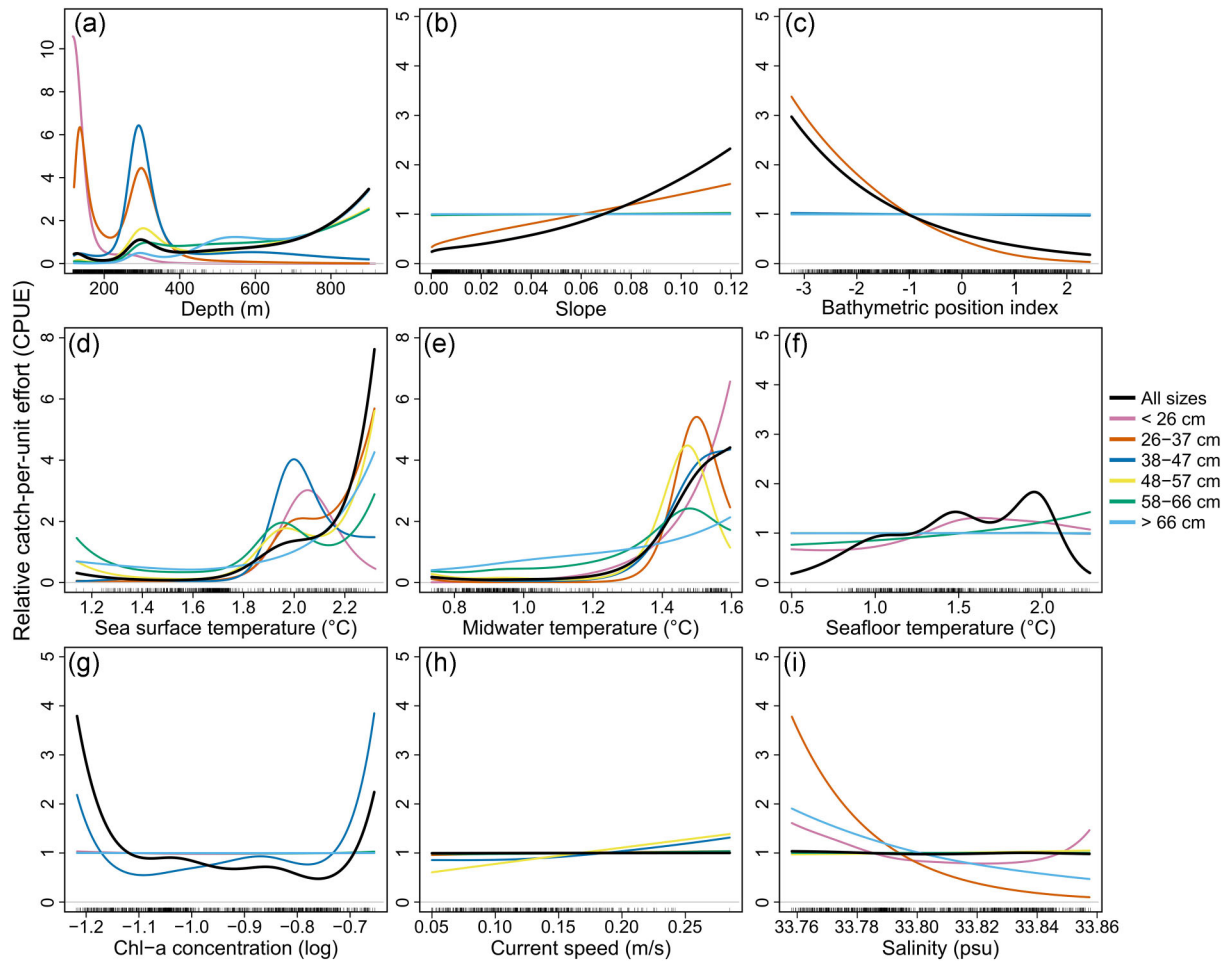 (a)
(b)
(c)
0 2 4 6 8 10
0 1 2 3 4 5
0 1 2 3 4 5
200 400 600 800
0.00 0.02 0.04 0.06 0.08 0.10 0.12
-3 -2 -1 0 1 2
Depth (m)
Slope
Bathymetric position index
Relative catch-per-unit effort (CPUE)
(d)
(e)
(f)
0 2 4 6 8
0 2 4 6 8
0 1 2 3 4 5
1.2 1.4 1.6 1.8 2.0 2.2
0.8 1.0 1.2 1.4 1.6
0.5 1.0 1.5 2.0
Sea surface temperature (°C)
Midwater temperature (°C)
Seafloor temperature (°C)
All sizes
< 26 cm
26−37 cm
38−47 cm
48−57 cm
58−66 cm
> 66 cm
(g)
(h)
(i)
0 1 2 3 4 5
0 1 2 3 4 5
0 1 2 3 4 5
−1.2 −1.1 −1.0 −0.9 −0.8 −0.7
0.05 0.10 0.15 0.20 0.25
33.76 33.78 33.80 33.82 33.84 33.86
Chl−a concentration (log)
Current speed (m/s)
Salinity (psu)